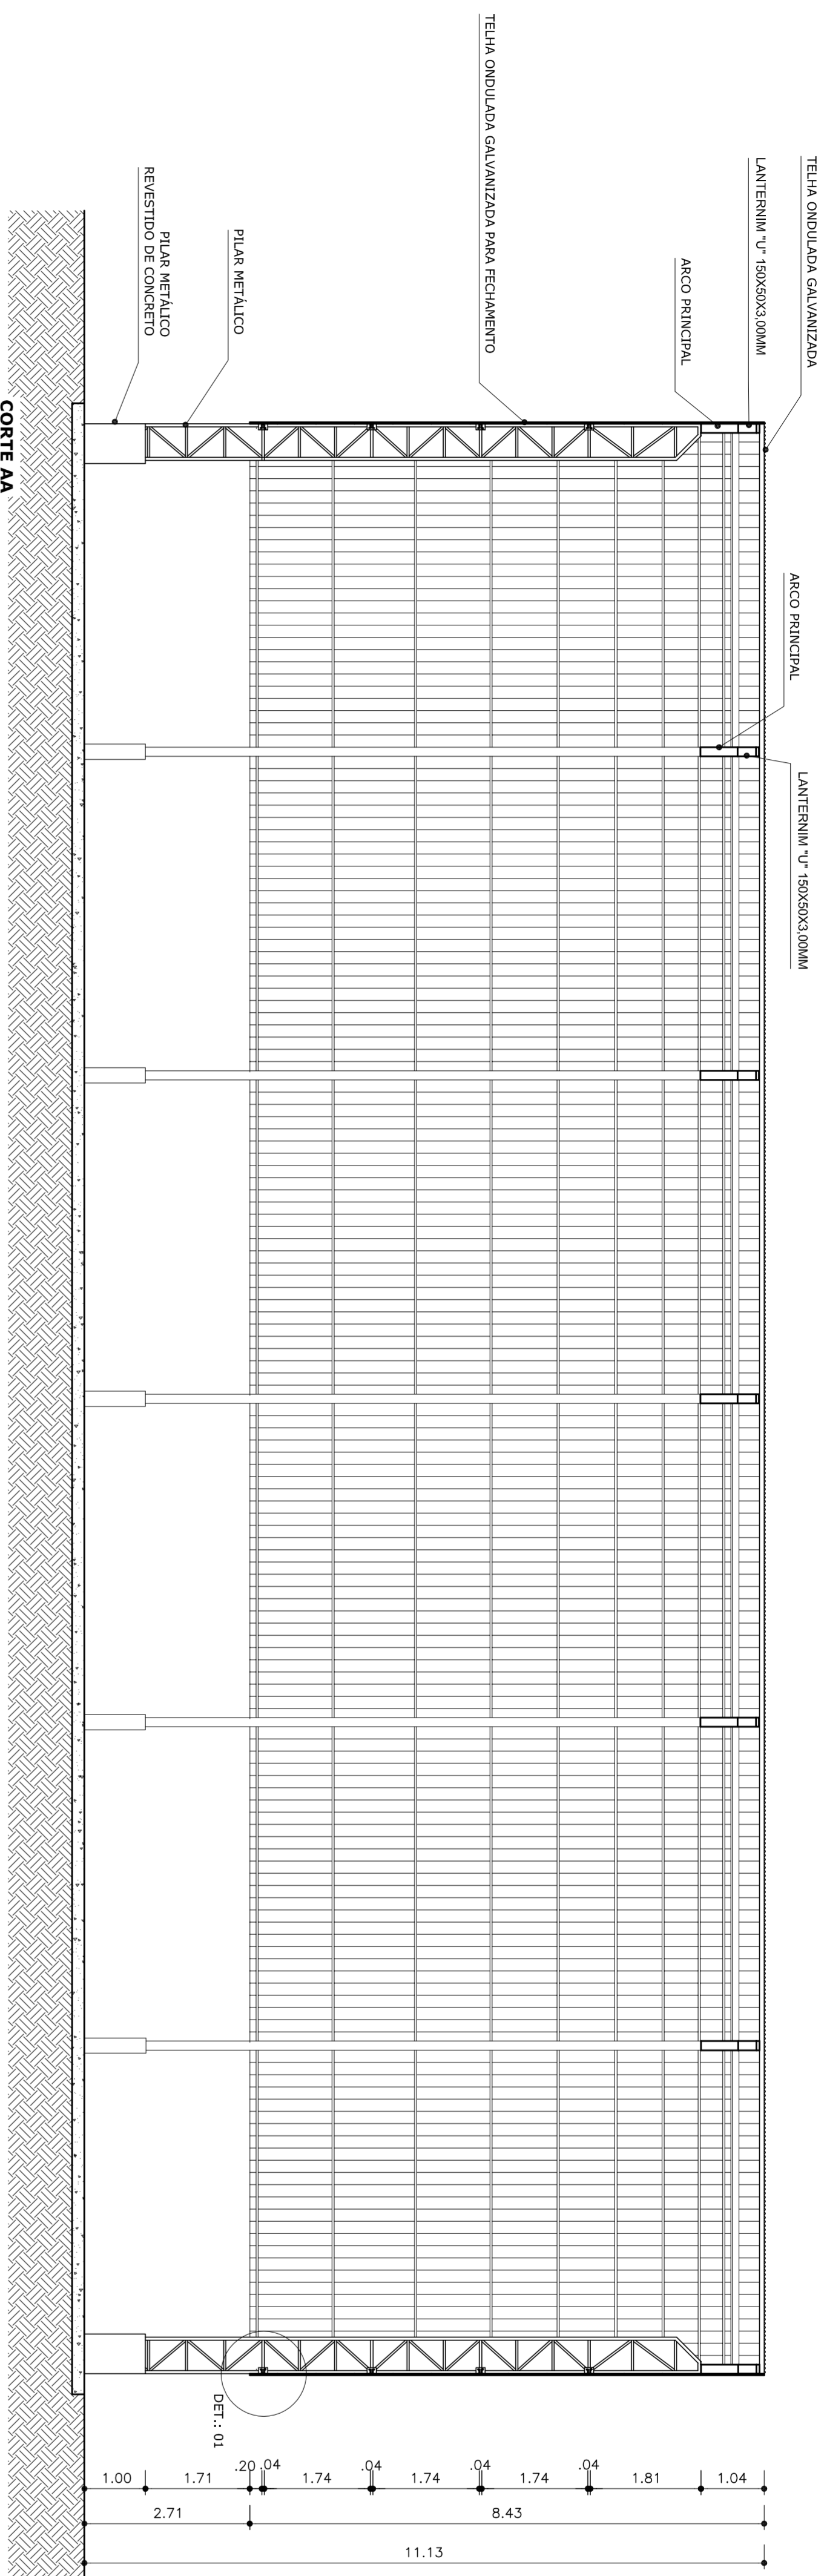 TELHA ONDULADA GALVANIZADA
LANTERNIM "U" 150X50X3,00MM
ARCO PRINCIPAL
TELHA ONDULADA GALVANIZADA PARA FECHAMENTO
PILAR METÁLICO
PILAR METÁLICO
REVESTIDO DE CONCRETO
ARCO PRINCIPAL
LANTERNIM "U" 150X50X3,00MM
DET.: 01
1.00
1.71
.20
.04
1.74
.04
1.74
.04
1.74
.04
1.81
1.04
2.71
8.43
11.13
CORTE AA